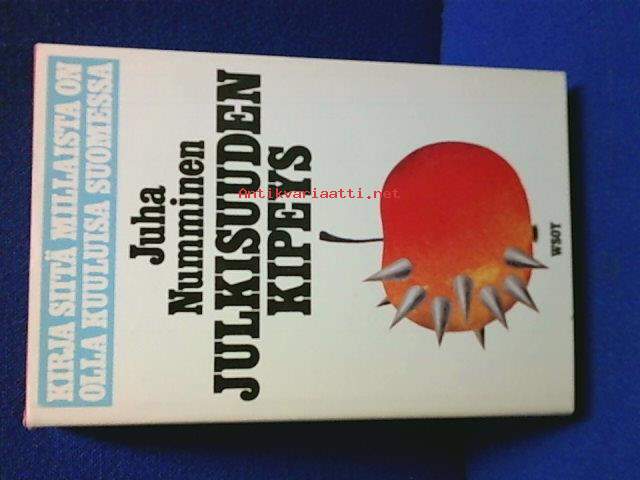 KIRJA SIITÄ MILLAISTA ON
OLLA KUULUISA SUOMESSA
Juha
Numminen
JULKISUUDEN
KIPEYS
WSOY
Antikvariaatti.net